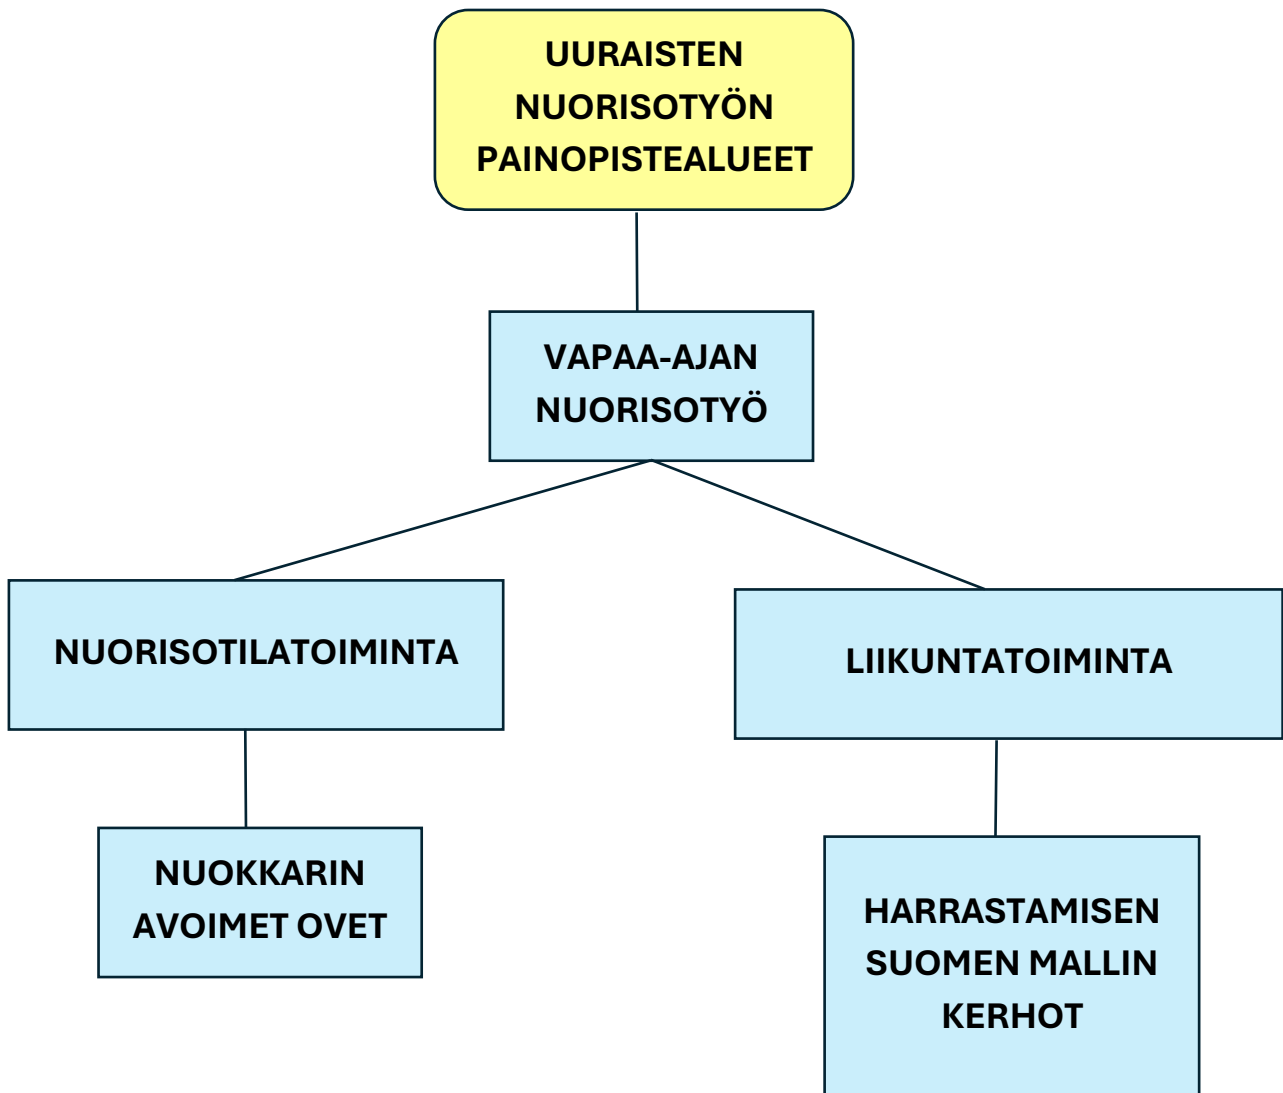 UURAISTEN
NUORISOTYÖN
PAINOPISTEALUEET
VAPAA-AJAN
NUORISOTYÖ
NUORISOTILATOIMINTA
LIIKUNTATOIMINTA
NUOKKARIN
AVOIMET OVET
HARRASTAMISEN
SUOMEN MALLIN
KERHOT